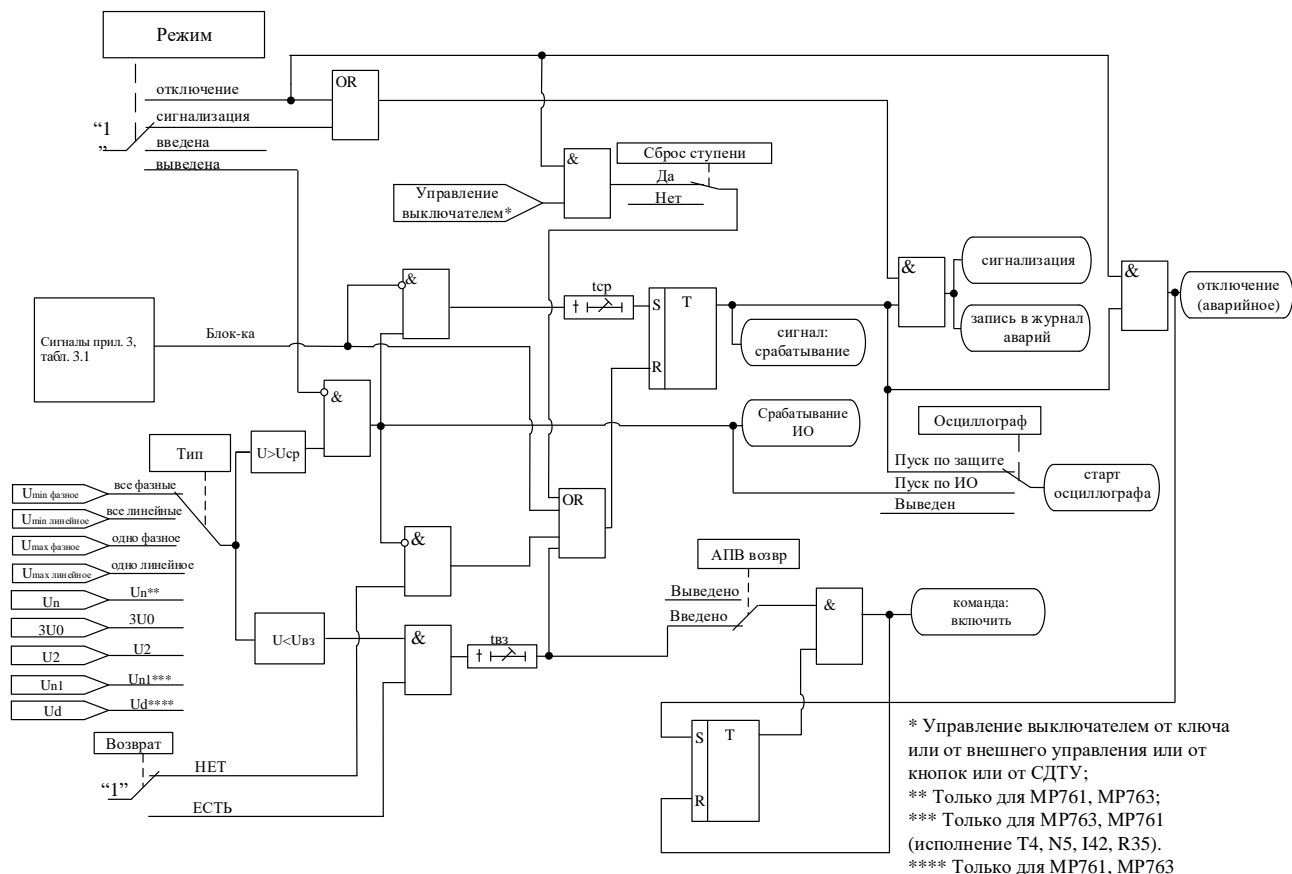 Режим
отключение
сигнализация
“1
”
введена
выведена
OR
&
Сброс ступени
Да
Нет
Управление
выключателем*
&
сигнализация
запись в журнал
аварий
&
отключение
(аварийное)
&
tср
S
T
R
сигнал:
срабатывание
Сигналы прил. 3,
табл. 3.1
Блок-ка
&
Срабатывание
ИО
Осциллограф
Пуск по защите
Пуск по ИО
Выведен
старт
осциллографа
Тип
U>Uср
Umin фазное
все фазные
Umin линейное
все линейные
Umax фазное
одно фазное
Umax линейное
одно линейное
Un
Un**
3U0
3U0
U2
U2
Un1
Un1***
Ud
Ud****
OR
&
U<Uвз
&
tвз
АПВ возвр
Выведено
Введено
&
команда:
включить
S
T
R
Возврат
“1”
НЕТ
ЕСТЬ
* Управление выключателем от ключа
или от внешнего управления или от
кнопок или от СДТУ;
** Только для МР761, МР763;
*** Только для МР763, МР761
(исполнение T4, N5, I42, R35).
**** Только для МР761, МР763